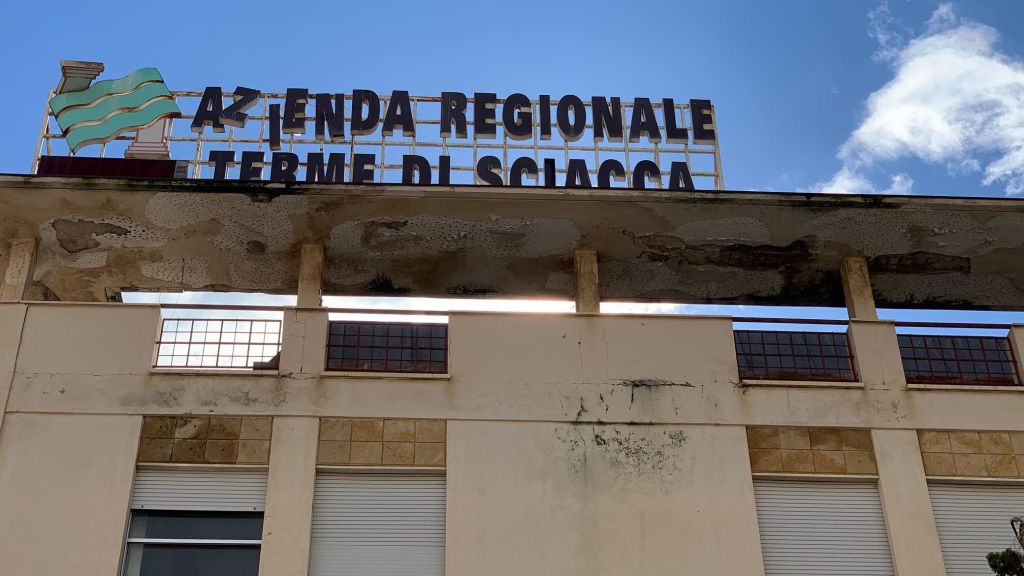 AZIENDA REGIONALE
TERME DI SCIACCA